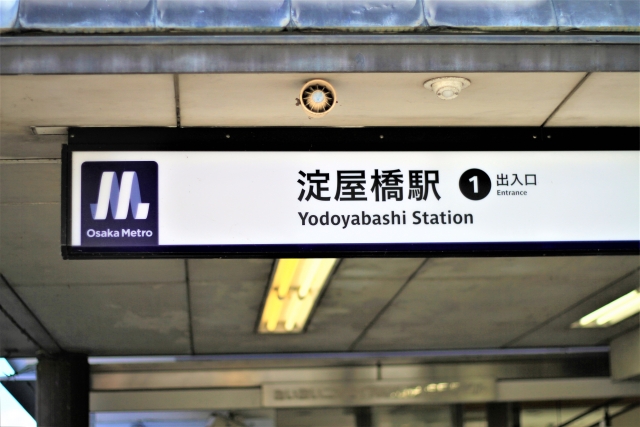 Osaka Metro
淀屋橋駅
Yodoyabashi Station
1 出入口
Entrance